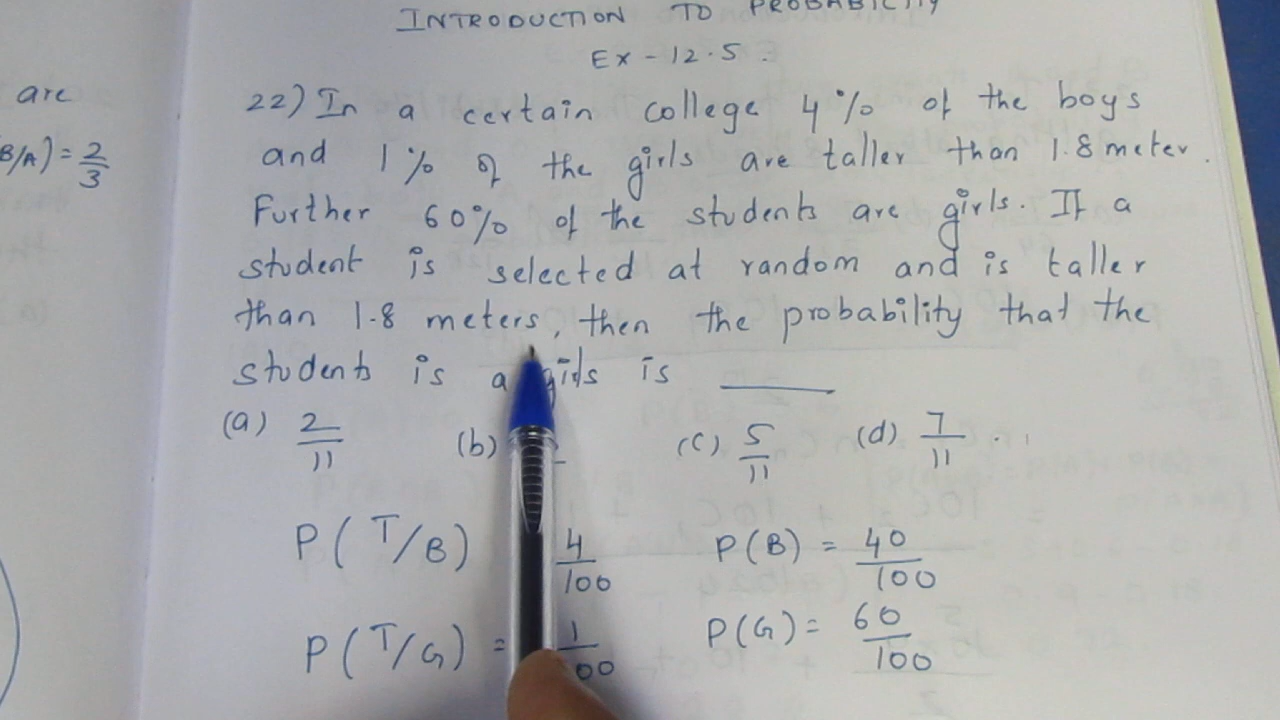 INTRODUCTION TO PROBABILITY
Ex - 12.5 :
are
B/A) = 2/3
22) In a certain college 4% of the boys
and 1% of the girls are taller than 1.8 meter.
Further 60% of the students are girls. If a
student is selected at random and is taller
than 1.8 meters, then the probability that the
students is a girls is ______
(a) 2/11 (b) (c) 5/11 (d) 7/11 .
P(T/B) 4/100 P(B) = 40/100
P(T/G) = 1/100 P(G) = 60/100